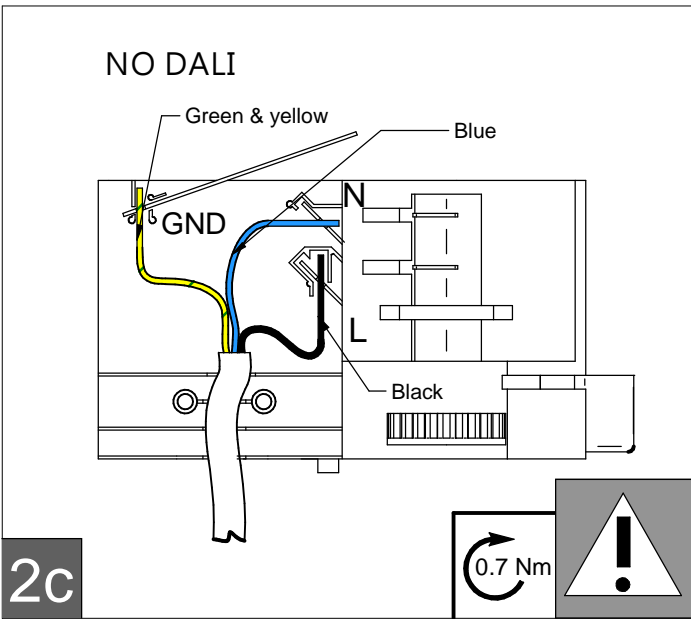 NO DALI
Green & yellow
Blue
N
GND
L
Black
2c
0.7 Nm